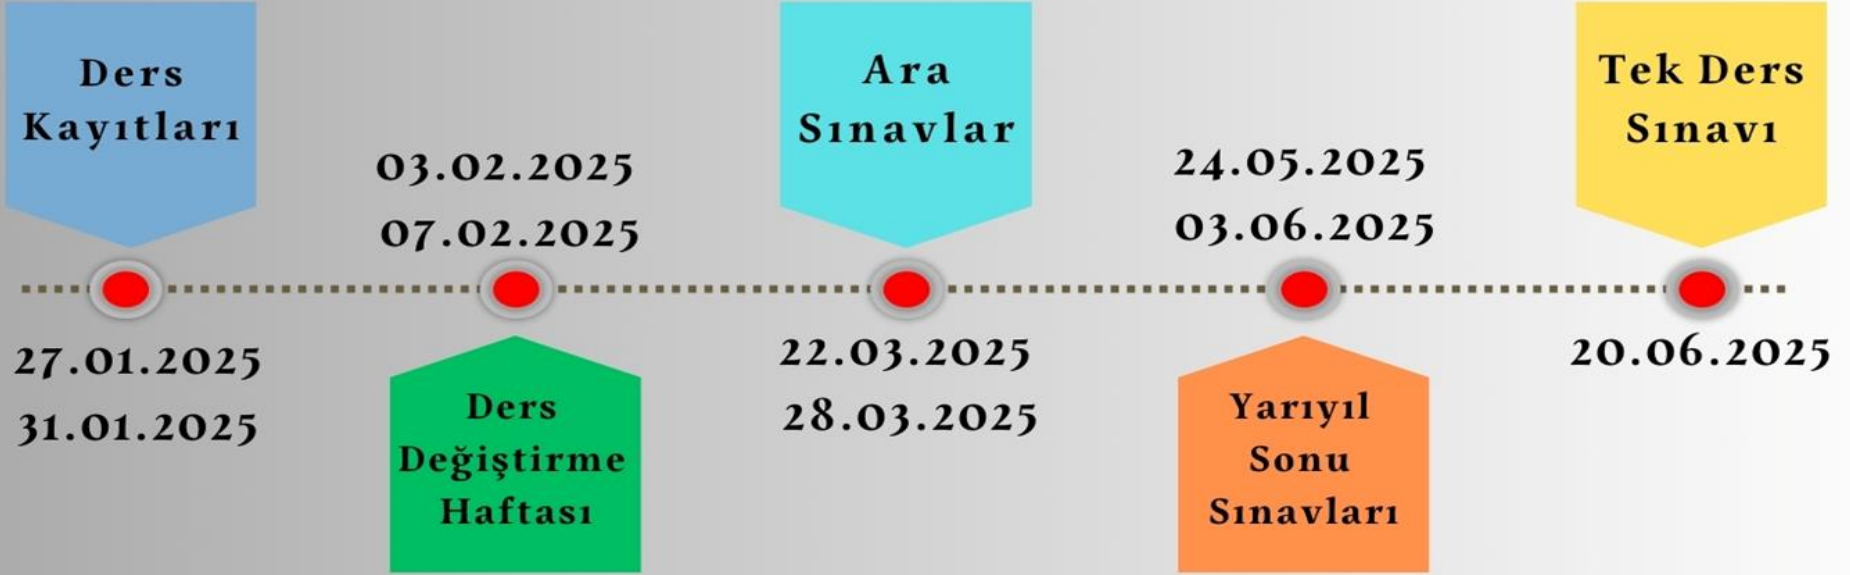 Ders
Kayıtları
27.01.2025
31.01.2025
03.02.2025
07.02.2025
Ders
Değiştirme
Haftası
Ara
Sınavlar
22.03.2025
28.03.2025
24.05.2025
03.06.2025
Yarıyıl
Sonu
Sınavları
Tek Ders
Sınavı
20.06.2025